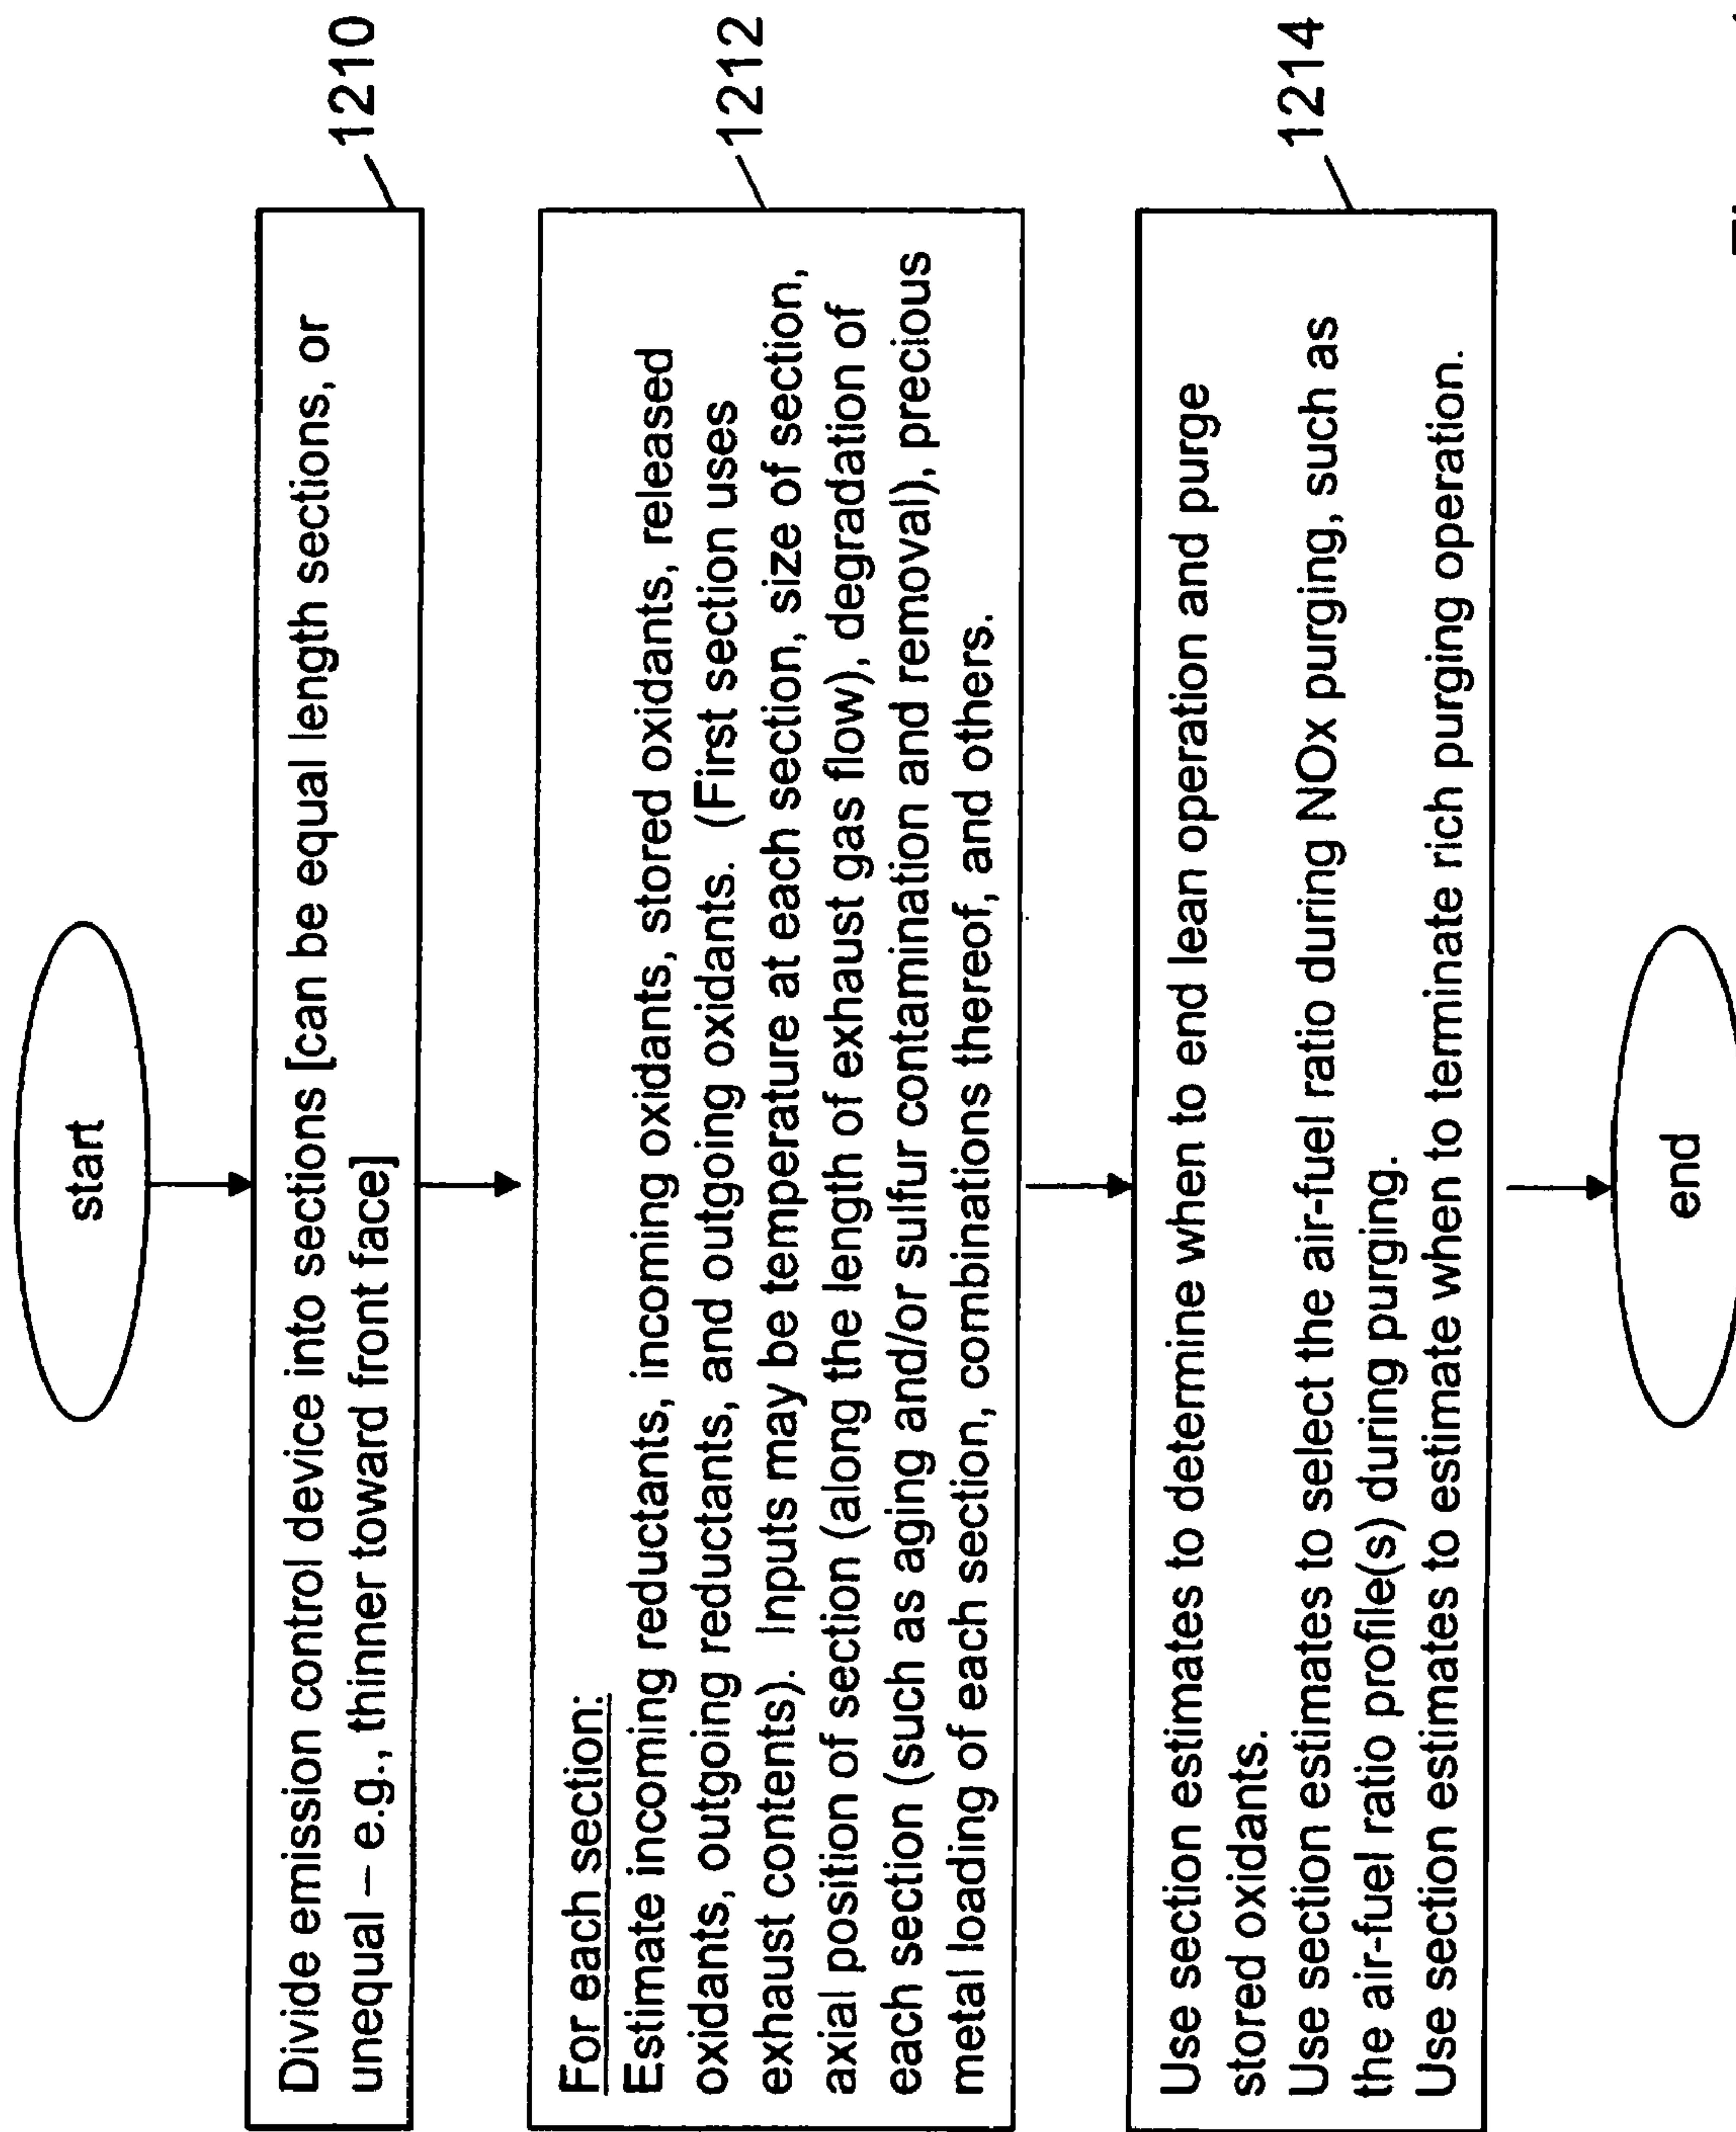 start
Divide emission control device into sections [can be equal length sections, or
unequal – e.g., thinner toward front face]
1210
For each section:
Estimate incoming reductants, incoming oxidants, stored oxidants, released
oxidants, outgoing reductants, and outgoing oxidants. (First section uses
exhaust contents). Inputs may be temperature at each section, size of section,
axial position of section (along the length of exhaust gas flow), degradation of
each section (such as aging and/or sulfur contamination and removal), precious
metal loading of each section, combinations thereof, and others.
1212
Use section estimates to determine when to end lean operation and purge
stored oxidants.
Use section estimates to select the air-fuel ratio during NOx purging, such as
the air-fuel ratio profile(s) during purging.
Use section estimates to estimate when to terminate rich purging operation.
1214
end